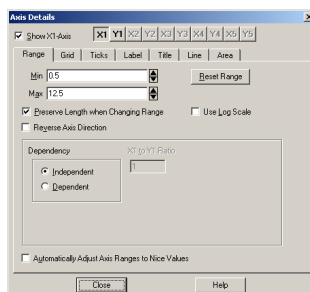 Axis Details
Show X1-Axis X1 Y1 X2 Y2 X3 Y3 X4 Y4 X5 Y5
Range Grid Ticks Label Title Line Area
Min 0.5
Reset Range
Max 12.5
Preserve Length when Changing Range Use Log Scale
Reverse Axis Direction
Dependency X1 to Y1 Ratio
Independent 1
Dependent
Automatically Adjust Axis Ranges to Nice Values
Close Help